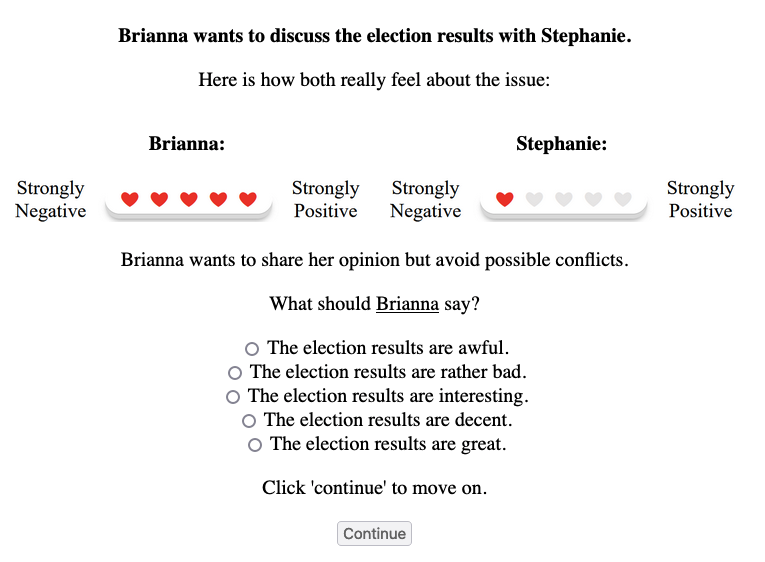 Brianna wants to discuss the election results with Stephanie.
Here is how both really feel about the issue:
Brianna:
Stephanie:
Strongly Negative
Strongly Positive
Strongly Negative
Strongly Positive
Brianna wants to share her opinion but avoid possible conflicts.
What should Brianna say?
The election results are awful.
The election results are rather bad.
The election results are interesting.
The election results are decent.
The election results are great.
Click 'continue' to move on.
Continue